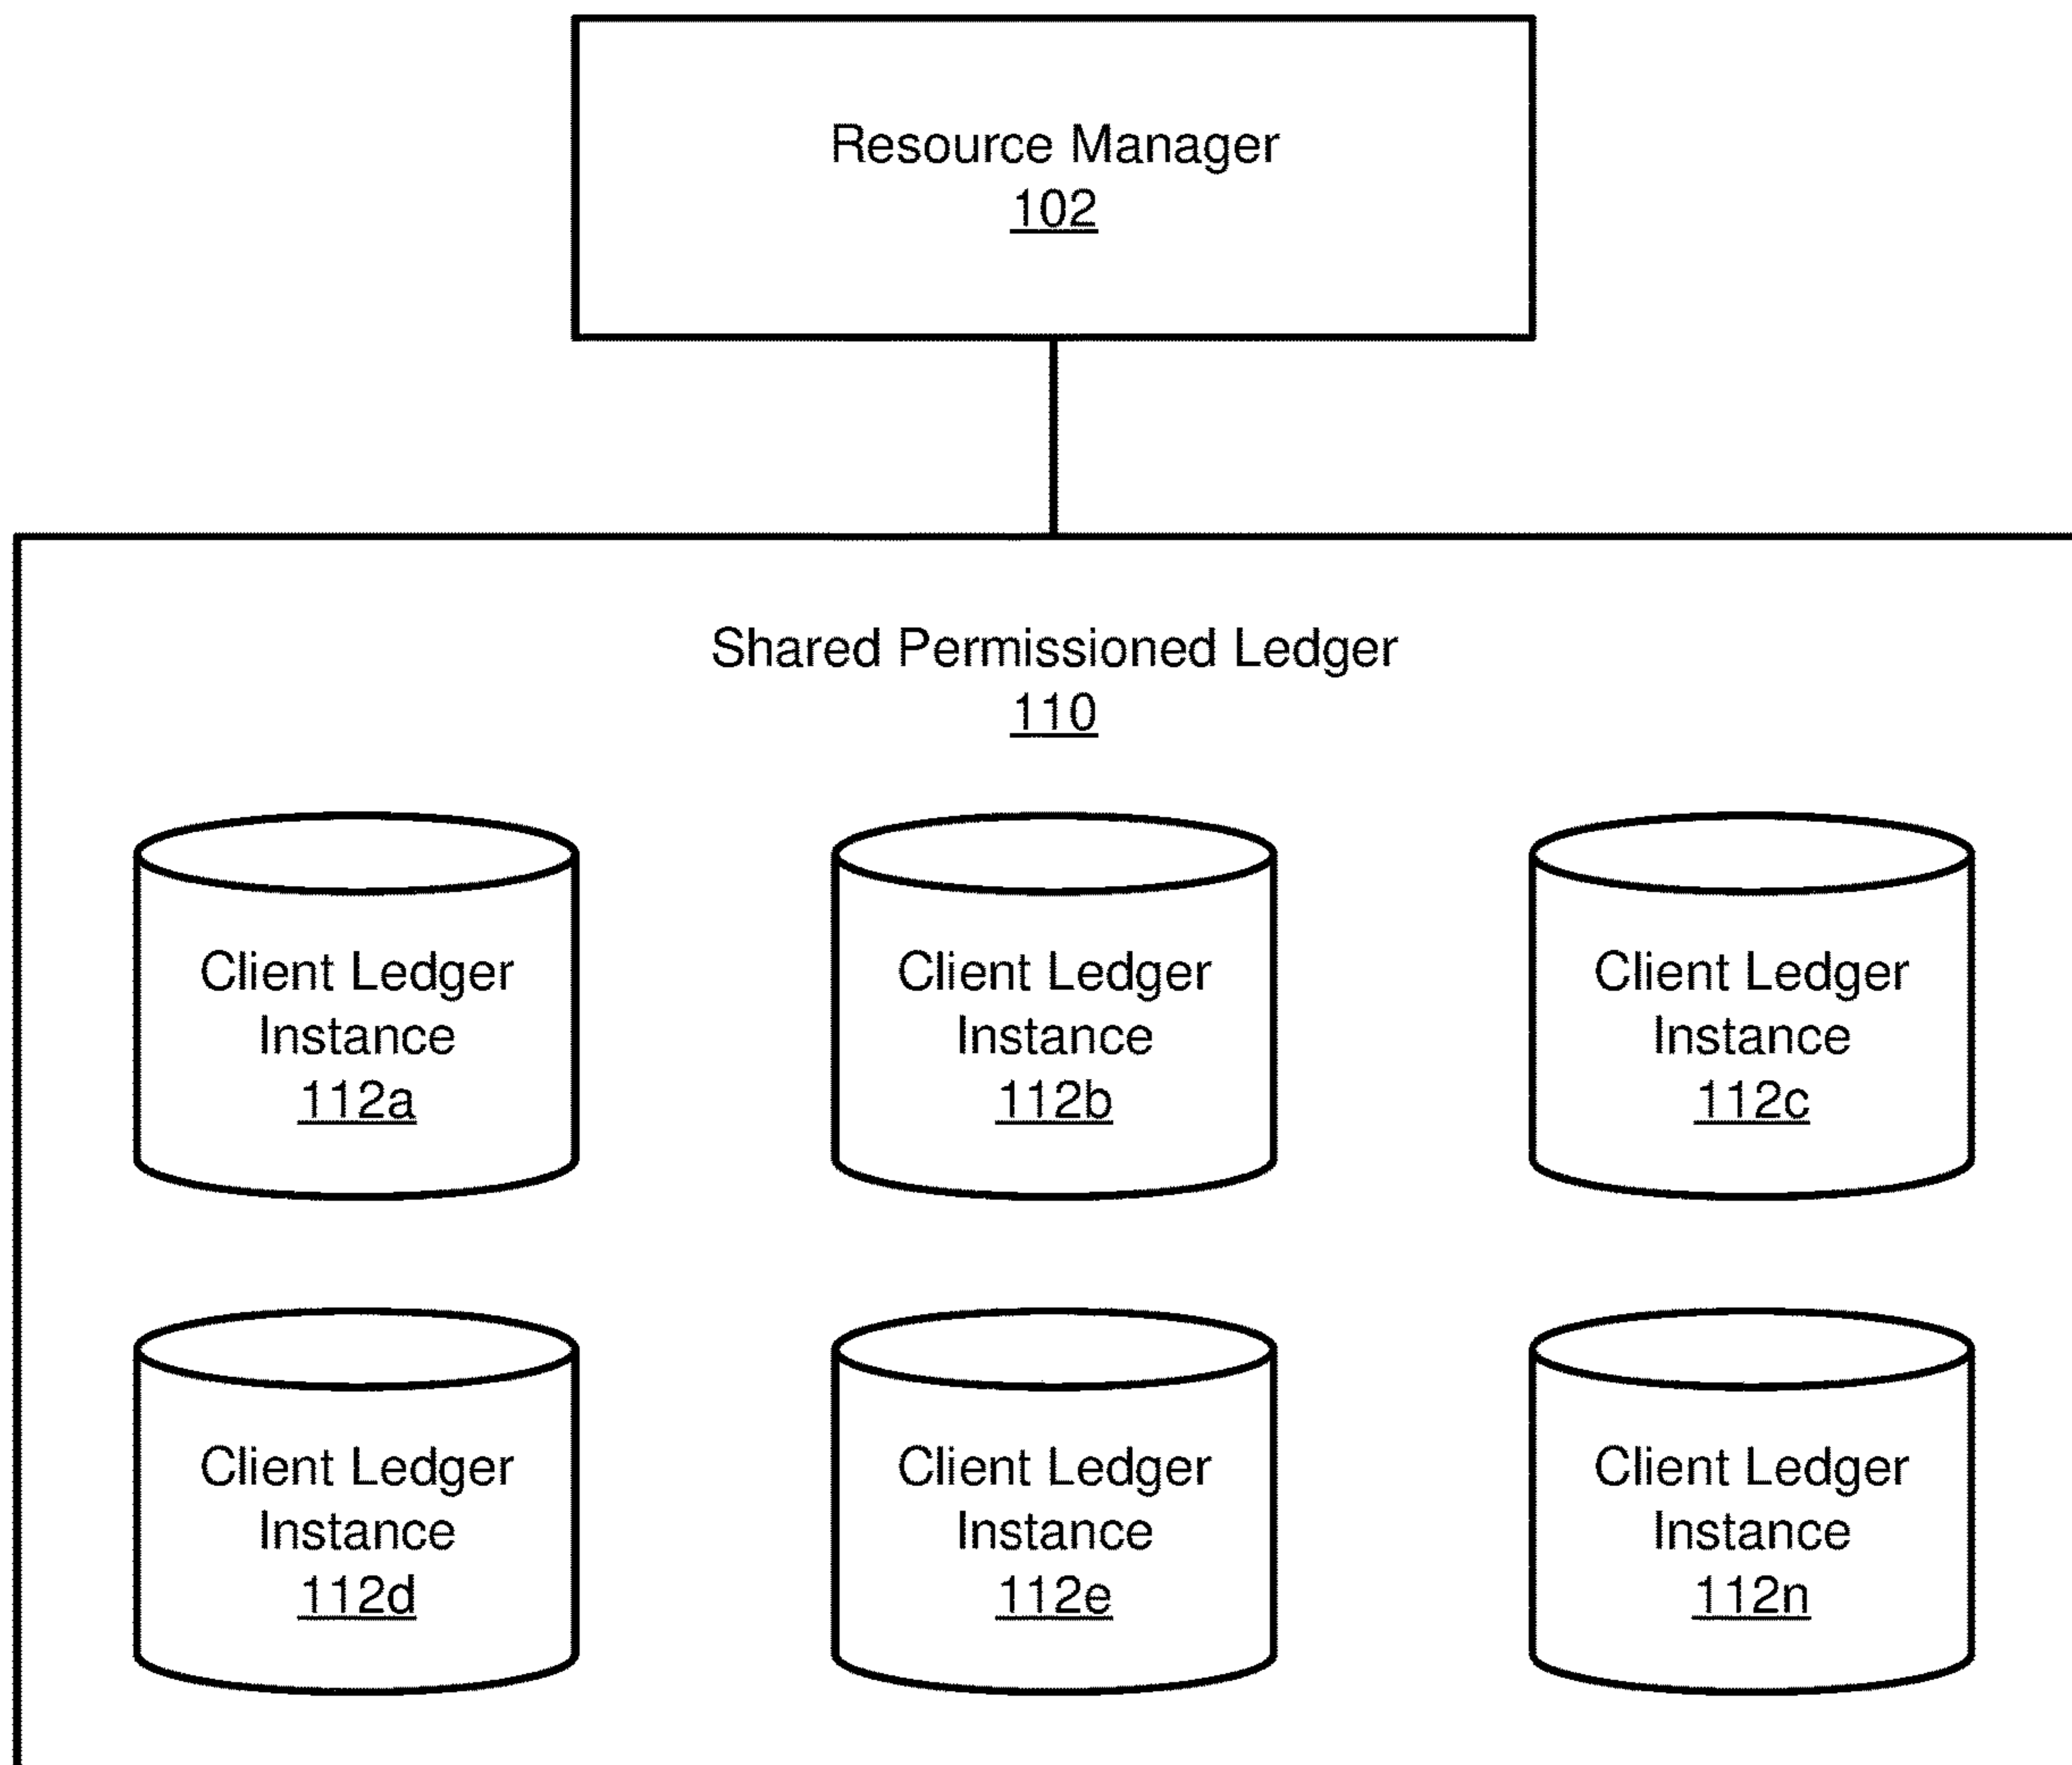 Resource Manager
102
Shared Permissioned Ledger
110
Client Ledger
Instance
112a
Client Ledger
Instance
112b
Client Ledger
Instance
112c
Client Ledger
Instance
112d
Client Ledger
Instance
112e
Client Ledger
Instance
112n